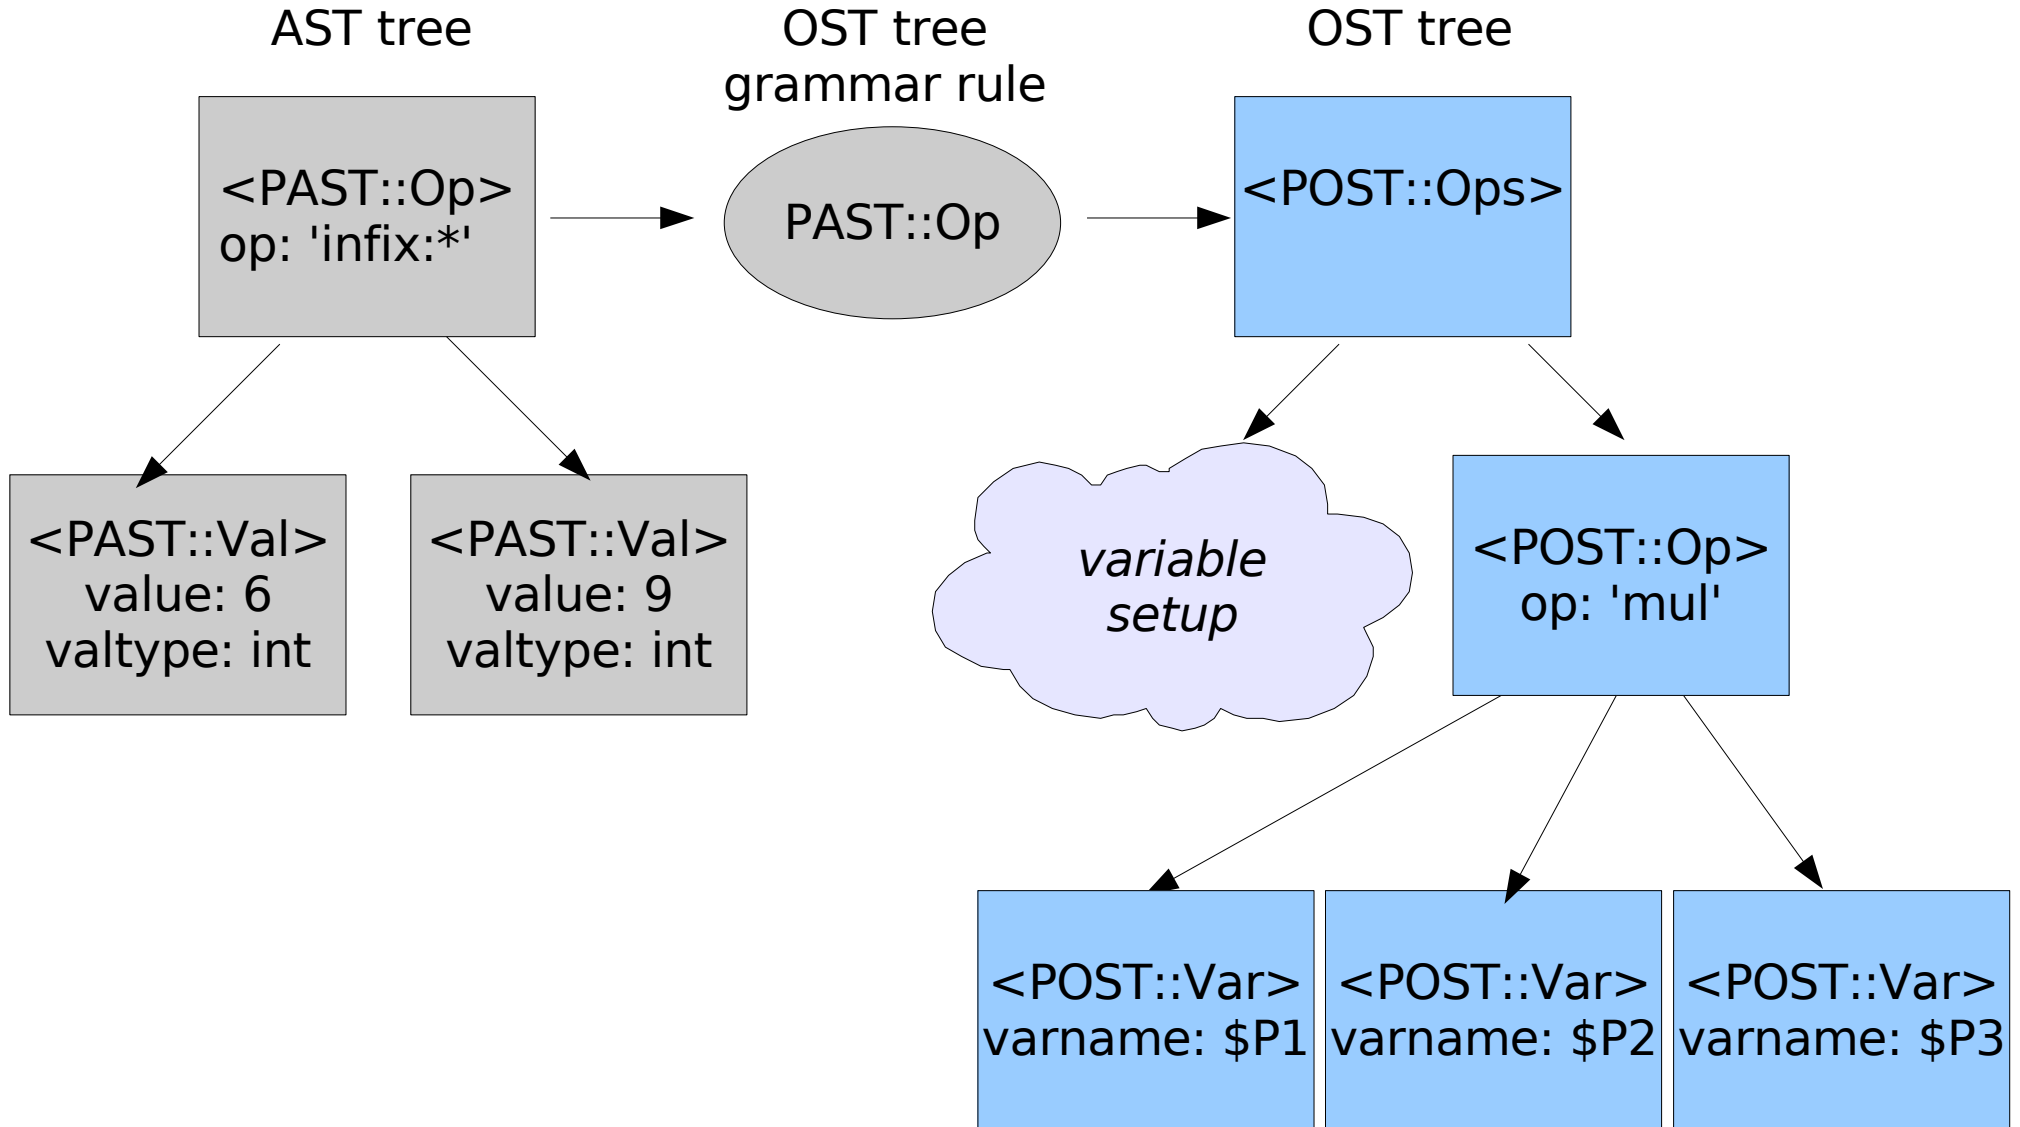 AST tree
OST tree
grammar rule
OST tree
<PAST::Op>
op: 'infix:*'
PAST::Op
<POST::Ops>
<PAST::Val>
value: 6
valtype: int
<PAST::Val>
value: 9
valtype: int
variable
setup
<POST::Op>
op: 'mul'
<POST::Var>
varname: $P1
<POST::Var>
varname: $P2
<POST::Var>
varname: $P3